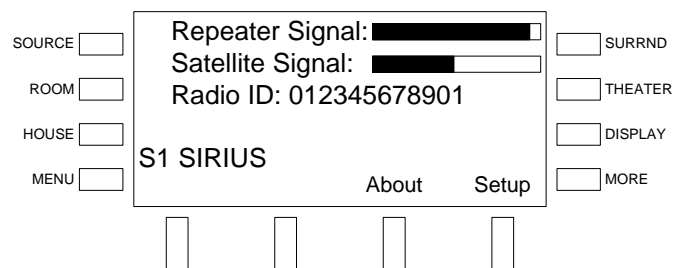 SOURCE
ROOM
HOUSE
MENU
Repeater Signal:
Satellite Signal:
Radio ID: 012345678901
S1 SIRIUS
About Setup
SURRND
THEATER
DISPLAY
MORE